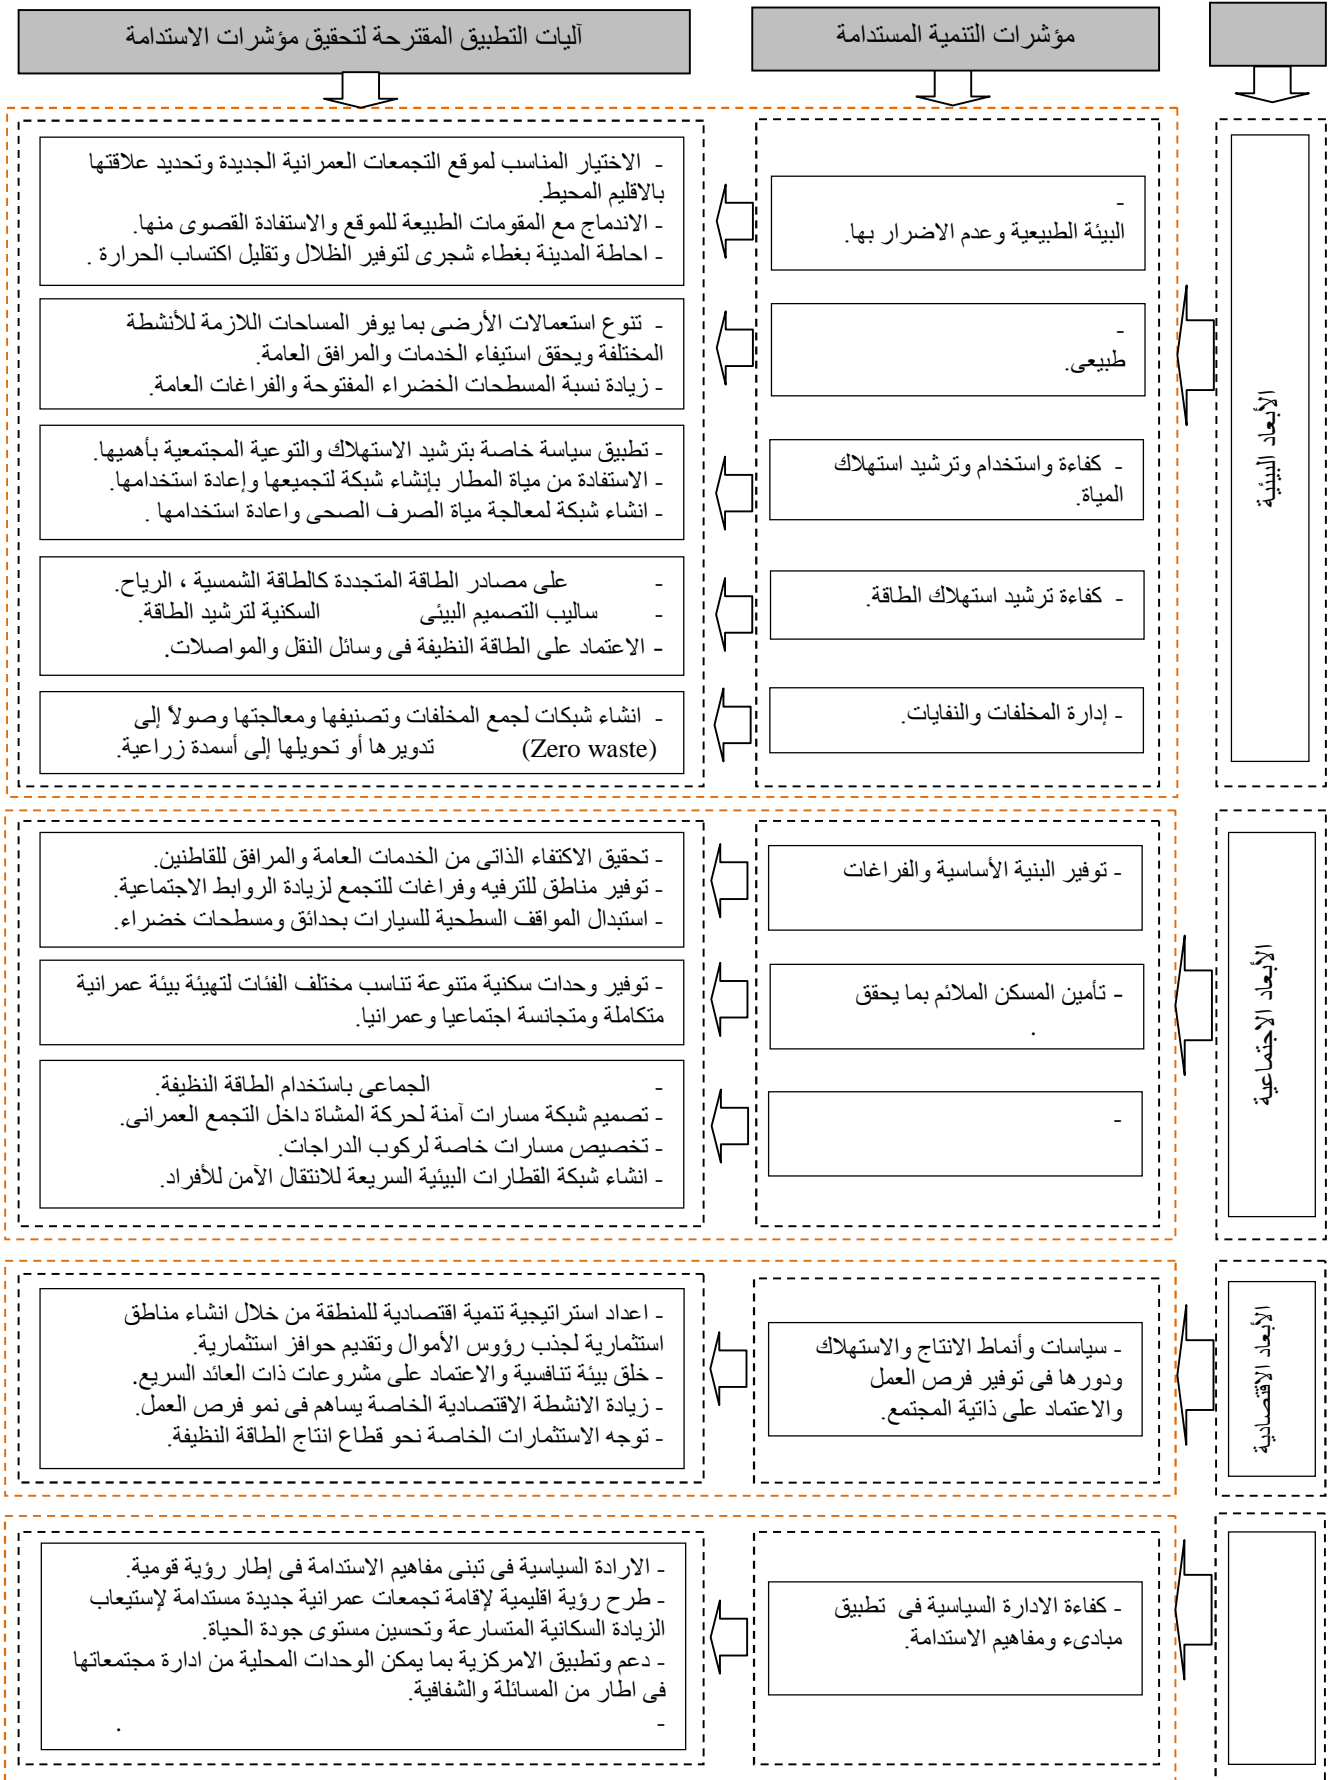 مؤشرات التنمية المستدامة
آليات التطبيق المقترحة لتحقيق مؤشرات الاستدامة
الأبعاد البيئية
-
البيئة الطبيعية وعدم الاضرار بها.
- الاختيار المناسب لموقع التجمعات العمرانية الجديدة وتحديد علاقتها
بالاقليم المحيط.
- الاندماج مع المقومات الطبيعة للموقع والاستفادة القصوى منها.
- احاطة المدينة بغطاء شجرى لتوفير الظلال وتقليل اكتساب الحرارة .
-
طبيعى.
- تنوع استعمالات الأرضى بما يوفر المساحات اللازمة للأنشطة
المختلفة ويحقق استيفاء الخدمات والمرافق العامة.
- زيادة نسبة المسطحات الخضراء المفتوحة والفراغات العامة.
- كفاءة واستخدام وترشيد استهلاك
المياة.
- تطبيق سياسة خاصة بترشيد الاستهلاك والتوعية المجتمعية بأهميها.
- الاستفادة من مياة المطار بإنشاء شبكة لتجميعها وإعادة استخدامها.
- انشاء شبكة لمعالجة مياة الصرف الصحى واعادة استخدامها .
- كفاءة ترشيد استهلاك الطاقة.
- على مصادر الطاقة المتجددة كالطاقة الشمسية ، الرياح.
- ساليب التصميم البيئى السكنية لترشيد الطاقة.
- الاعتماد على الطاقة النظيفة فى وسائل النقل والمواصلات.
- إدارة المخلفات والنفايات.
- انشاء شبكات لجمع المخلفات وتصنيفها ومعالجتها وصولاً إلى
(Zero waste) تدويرها أو تحويلها إلى أسمدة زراعية.
الأبعاد الاجتماعية
- توفير البنية الأساسية والفراغات
- تحقيق الاكتفاء الذاتى من الخدمات العامة والمرافق للقاطنين.
- توفير مناطق للترفيه وفراغات للتجمع لزيادة الروابط الاجتماعية.
- استبدال المواقف السطحية للسيارات بحدائق ومسطحات خضراء.
- تأمين المسكن الملائم بما يحقق
.
- توفير وحدات سكنية متنوعة تناسب مختلف الفئات لتهيئة بيئة عمرانية
متكاملة ومتجانسة اجتماعيا وعمرانيا.
-
- الجماعى باستخدام الطاقة النظيفة.
- تصميم شبكة مسارات آمنة لحركة المشاة داخل التجمع العمرانى.
- تخصيص مسارات خاصة لركوب الدراجات.
- انشاء شبكة القطارات البيئية السريعة للانتقال الآمن للأفراد.
الأبعاد الاقتصادية
- سياسات وأنماط الانتاج والاستهلاك
ودورها فى توفير فرص العمل
والاعتماد على ذاتية المجتمع.
- اعداد استراتيجية تنمية اقتصادية للمنطقة من خلال انشاء مناطق
استثمارية لجذب رؤوس الأموال وتقديم حوافز استثمارية.
- خلق بيئة تنافسية والاعتماد على مشروعات ذات العائد السريع.
- زيادة الانشطة الاقتصادية الخاصة يساهم فى نمو فرص العمل.
- توجه الاستثمارات الخاصة نحو قطاع انتاج الطاقة النظيفة.
- كفاءة الادارة السياسية فى تطبيق
مبادىء ومفاهيم الاستدامة.
- الارادة السياسية فى تبنى مفاهيم الاستدامة فى إطار رؤية قومية.
- طرح رؤية اقليمية لإقامة تجمعات عمرانية جديدة مستدامة لإستيعاب
الزيادة السكانية المتسارعة وتحسين مستوى جودة الحياة.
- دعم وتطبيق الامركزية بما يمكن الوحدات المحلية من ادارة مجتمعاتها
فى اطار من المسائلة والشفافية.
- .